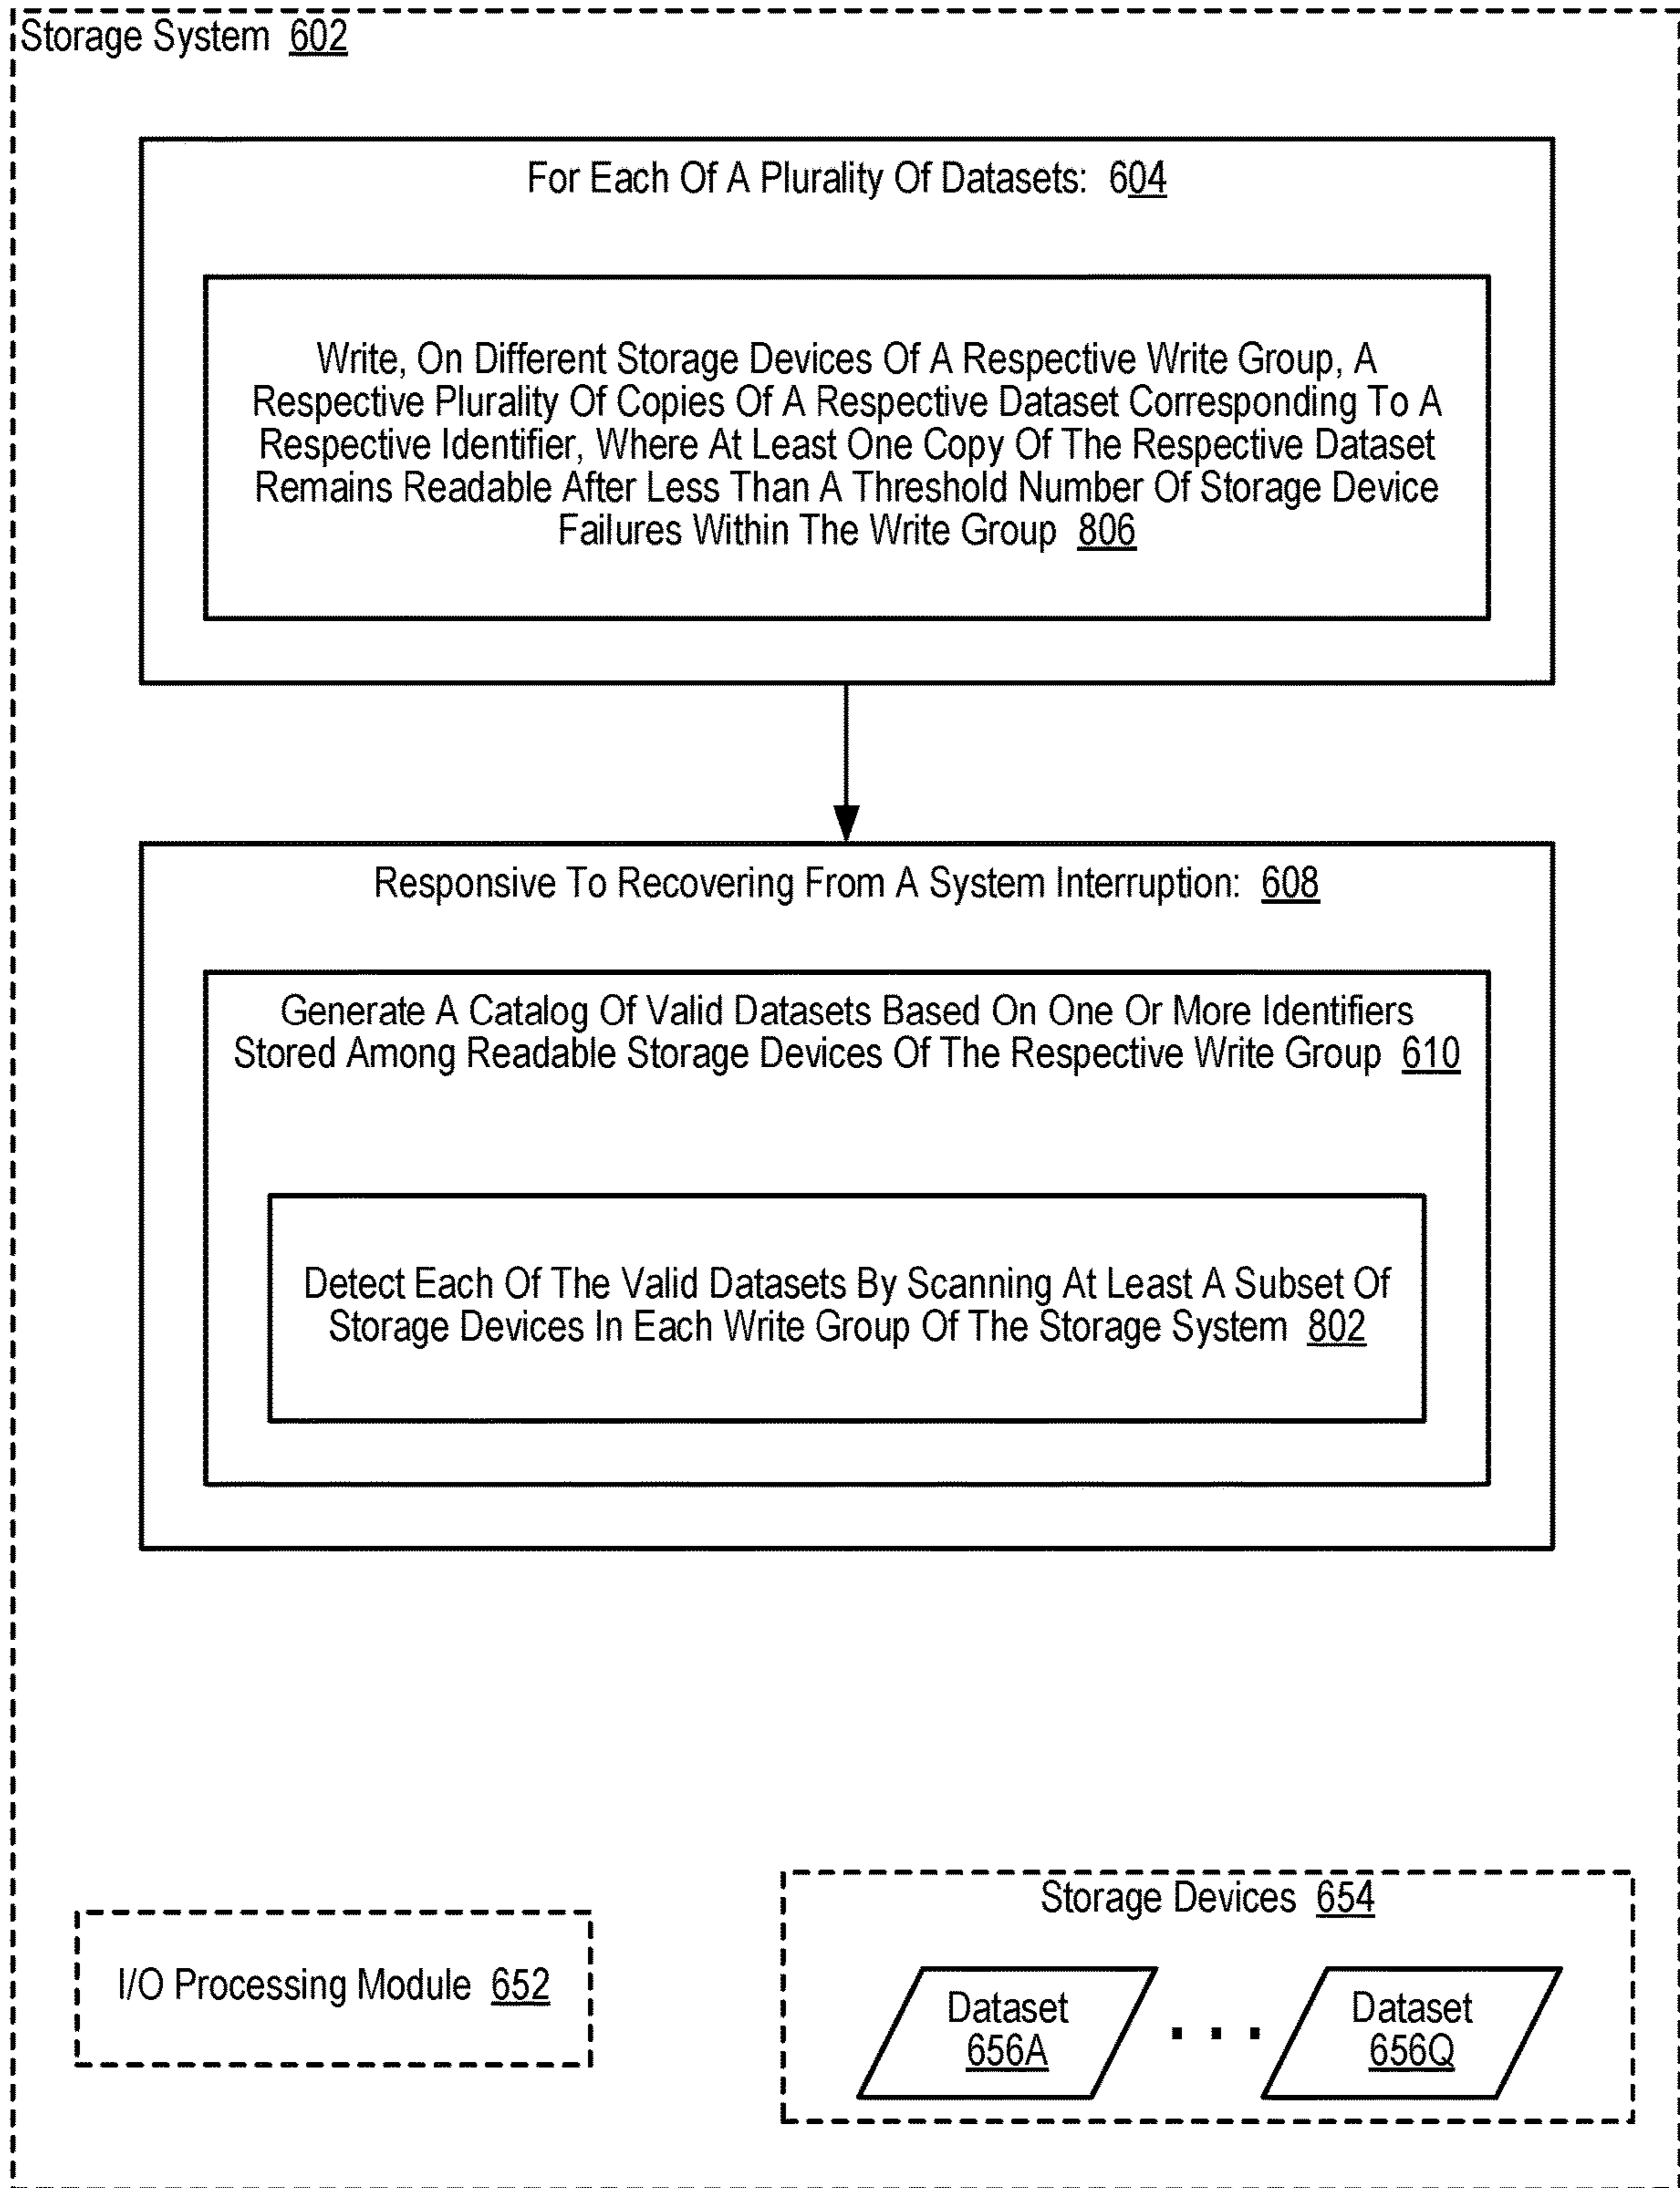 Storage System 602
For Each Of A Plurality Of Datasets: 604
Write, On Different Storage Devices Of A Respective Write Group, A
Respective Plurality Of Copies Of A Respective Dataset Corresponding To A
Respective Identifier, Where At Least One Copy Of The Respective Dataset
Remains Readable After Less Than A Threshold Number Of Storage Device
Failures Within The Write Group 806
Responsive To Recovering From A System Interruption: 608
Generate A Catalog Of Valid Datasets Based On One Or More Identifiers
Stored Among Readable Storage Devices Of The Respective Write Group 610
Detect Each Of The Valid Datasets By Scanning At Least A Subset Of
Storage Devices In Each Write Group Of The Storage System 802
I/O Processing Module 652
Storage Devices 654
Dataset
656A
. . .
Dataset
656Q